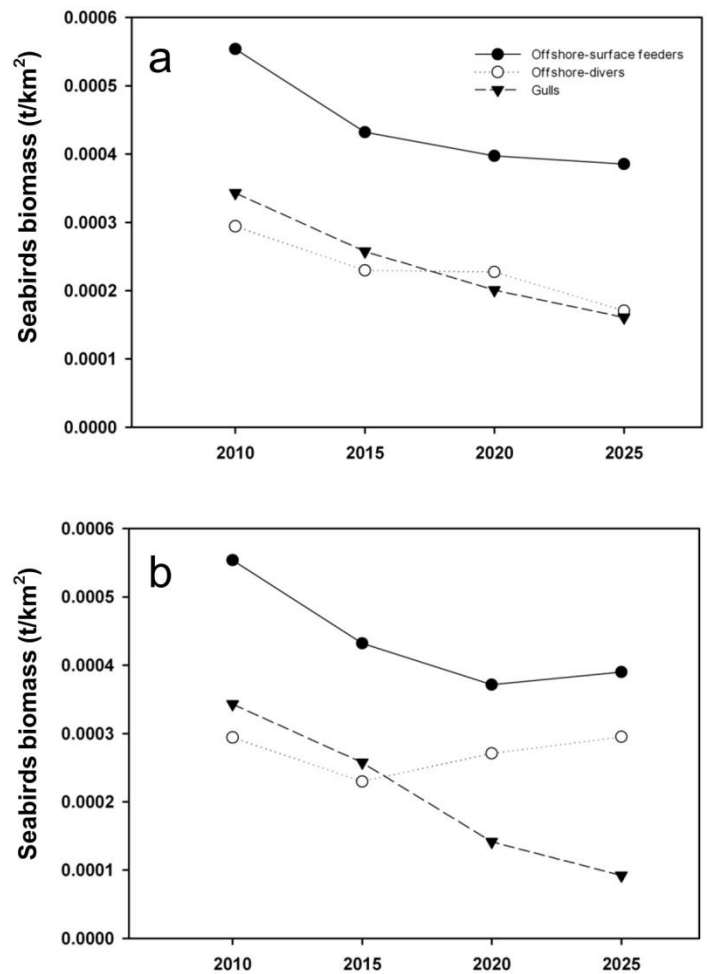 a
Offshore-surface feeders
Offshore-divers
Gulls
Seabirds biomass (t/km²)
0.0006
0.0005
0.0004
0.0003
0.0002
0.0001
0.0000
2010 2015 2020 2025
b
Seabirds biomass (t/km²)
0.0006
0.0005
0.0004
0.0003
0.0002
0.0001
0.0000
2010 2015 2020 2025